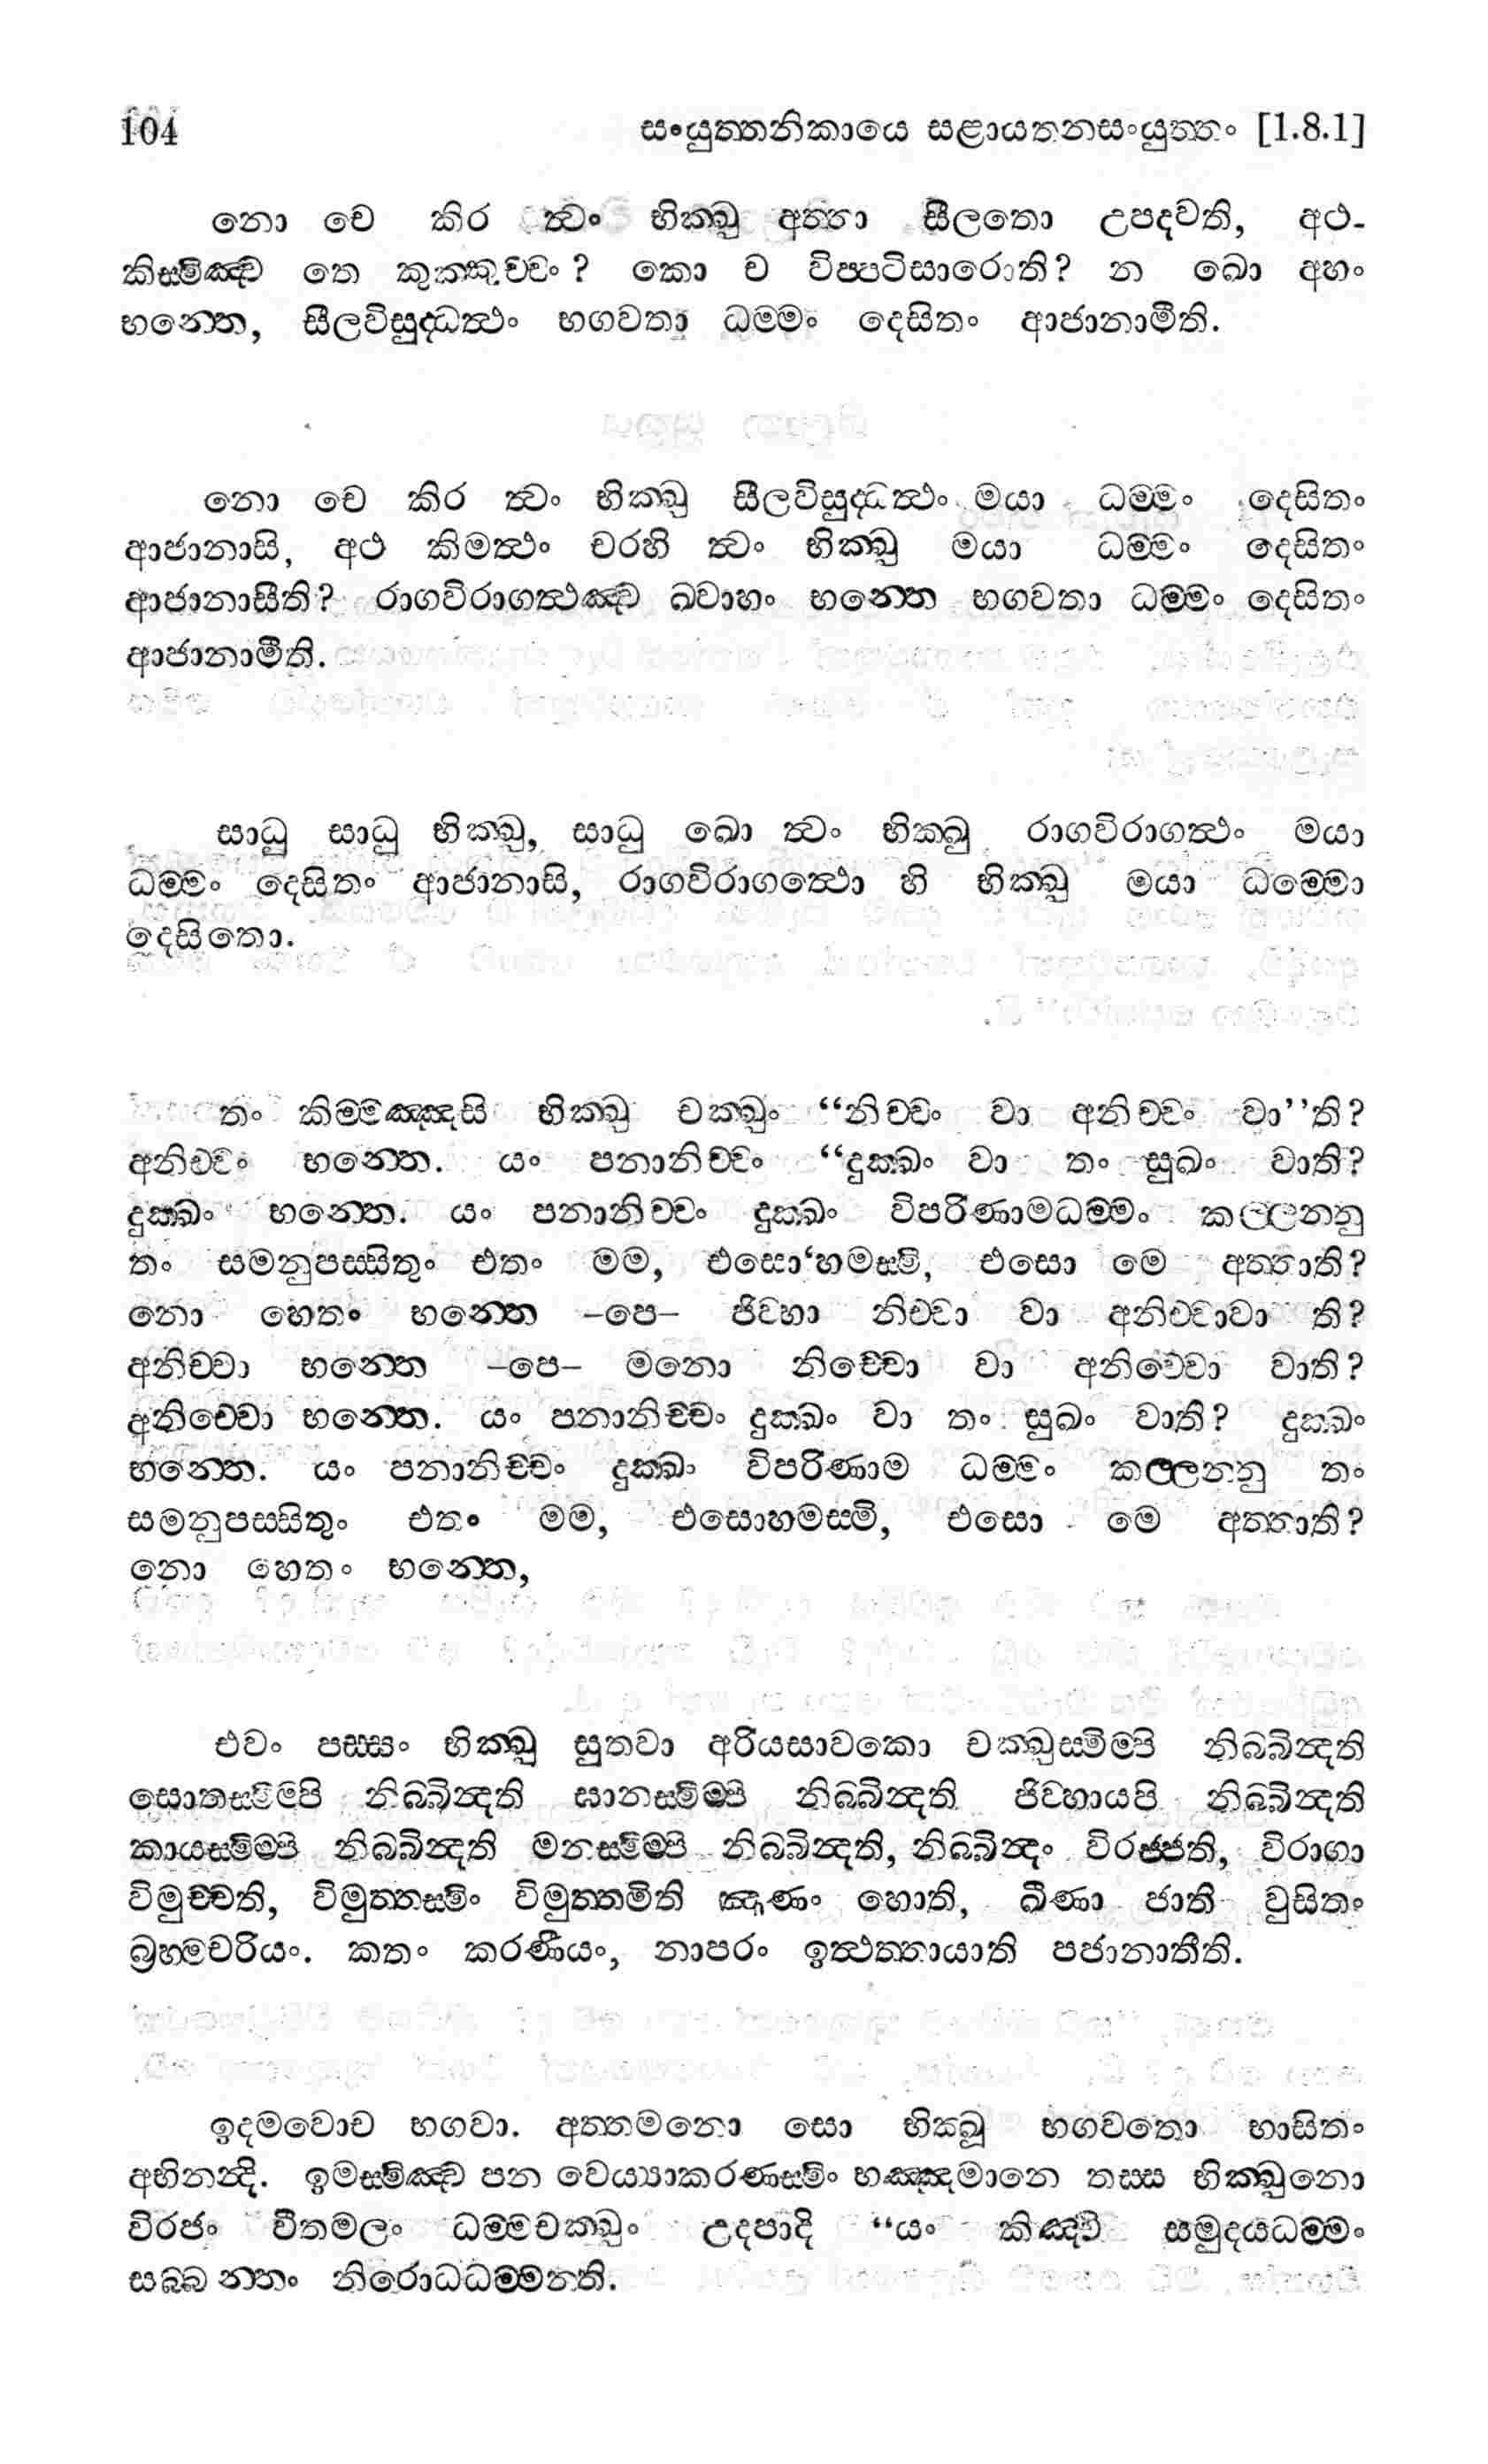 104 සංයුත්තනිකායෙ සළායතනසංයුත්තං [1.8.1]
නො චෙ කිර ත්වං භික්ඛු අත්තා සීලතො උපදවති, අථ-
කිස්මිඤ්ච තෙ කුක්කුච්චං ? කො ච විප්පටිසාරොති? න ඛො අහං
භන්තෙ, සීලවිසුද්ධත්ථං භගවතා ධම්මං දෙසිතං ආජානාමීති.
නො චෙ කිර ත්වං භික්ඛු සීලවිසුද්ධත්ථං මයා ධම්මං දෙසිතං
ආජානාසි, අථ කිමත්ථං චරහි ත්වං භික්ඛු මයා ධම්මං දෙසිතං
ආජානාසීති? රාගවිරාගත්ථඤ්ච ඛ්වාහං භන්තෙ භගවතා ධම්මං දෙසිතං
ආජානාමීති.
සාධු සාධු භික්ඛු, සාධු ඛො ත්වං භික්ඛු රාගවිරාගත්ථං මයා
ධම්මං දෙසිතං ආජානාසි, රාගවිරාගත්ථො හි භික්ඛු මයා ධම්මො
දෙසිතො.
තං කිම්මඤ්ඤසි භික්ඛු චක්ඛුං “නිච්චං වා අනිච්චං වා’’ති?
අනිච්චං භන්තෙ. යං පනානිච්චං “දුක්ඛං වා තං සුඛං වාති?
දුක්ඛං භන්තෙ. යං පනානිච්චං දුක්ඛං විපරිණාමධම්මං කල්ලන්නු
තං සමනුපස්සිතුං එතං මම, එසො‘හමස්මි, එසො මෙ අත්තාති?
නො හෙතං භන්තෙ –පෙ– ජිව්හා නිච්චා වා අනිච්චාවා ති?
අනිච්චා භන්තෙ –පෙ– මනො නිච්චො වා අනිච්චො වාති?
අනිච්චො භන්තෙ. යං පනානිච්චං දුක්ඛං වා තං සුඛං වාති? දුක්ඛං
භන්තෙ. යං පනානිච්චං දුක්ඛං විපරිණාම ධම්මං කල්ලන්නු තං
සමනුපස්සිතුං එතං මම, එසොහමස්මි, එසො මෙ අත්තාති?
නො හෙතං භන්තෙ,
එවං පස්සං භික්ඛු සුතවා අරියසාවකො චක්ඛුස්මිම්පි නිබ්බින්දති
සොතස්මිම්පි නිබ්බින්දති ඝානස්මිම්පි නිබ්බින්දති ජිව්හායපි නිබ්බින්දති
කායස්මිම්පි නිබ්බින්දති මනස්මිම්පි නිබ්බින්දති, නිබ්බින්දං විරජ්ජති, විරාගා
විමුච්චති, විමුත්තස්මිං විමුත්තමිති ඤාණං හොති, ඛීණා ජාති වුසිතං
බ්‍රහ්මචරියං. කතං කරණීයං, නාපරං ඉත්ථත්තායාති පජානාතීති.
ඉදමවොච භගවා. අත්තමනො සො භික්ඛු භගවතො භාසිතං
අභිනන්දි. ඉමස්මිඤ්ච පන වෙය්‍යාකරණස්මිං භඤ්ඤමානෙ තස්ස භික්ඛුනො
විරජං වීතමලං ධම්මචක්ඛුං උදපාදි “යං කිඤ්චි සමුදයධම්මං
සබ්බ න්තං නිරොධධම්මන්ති.